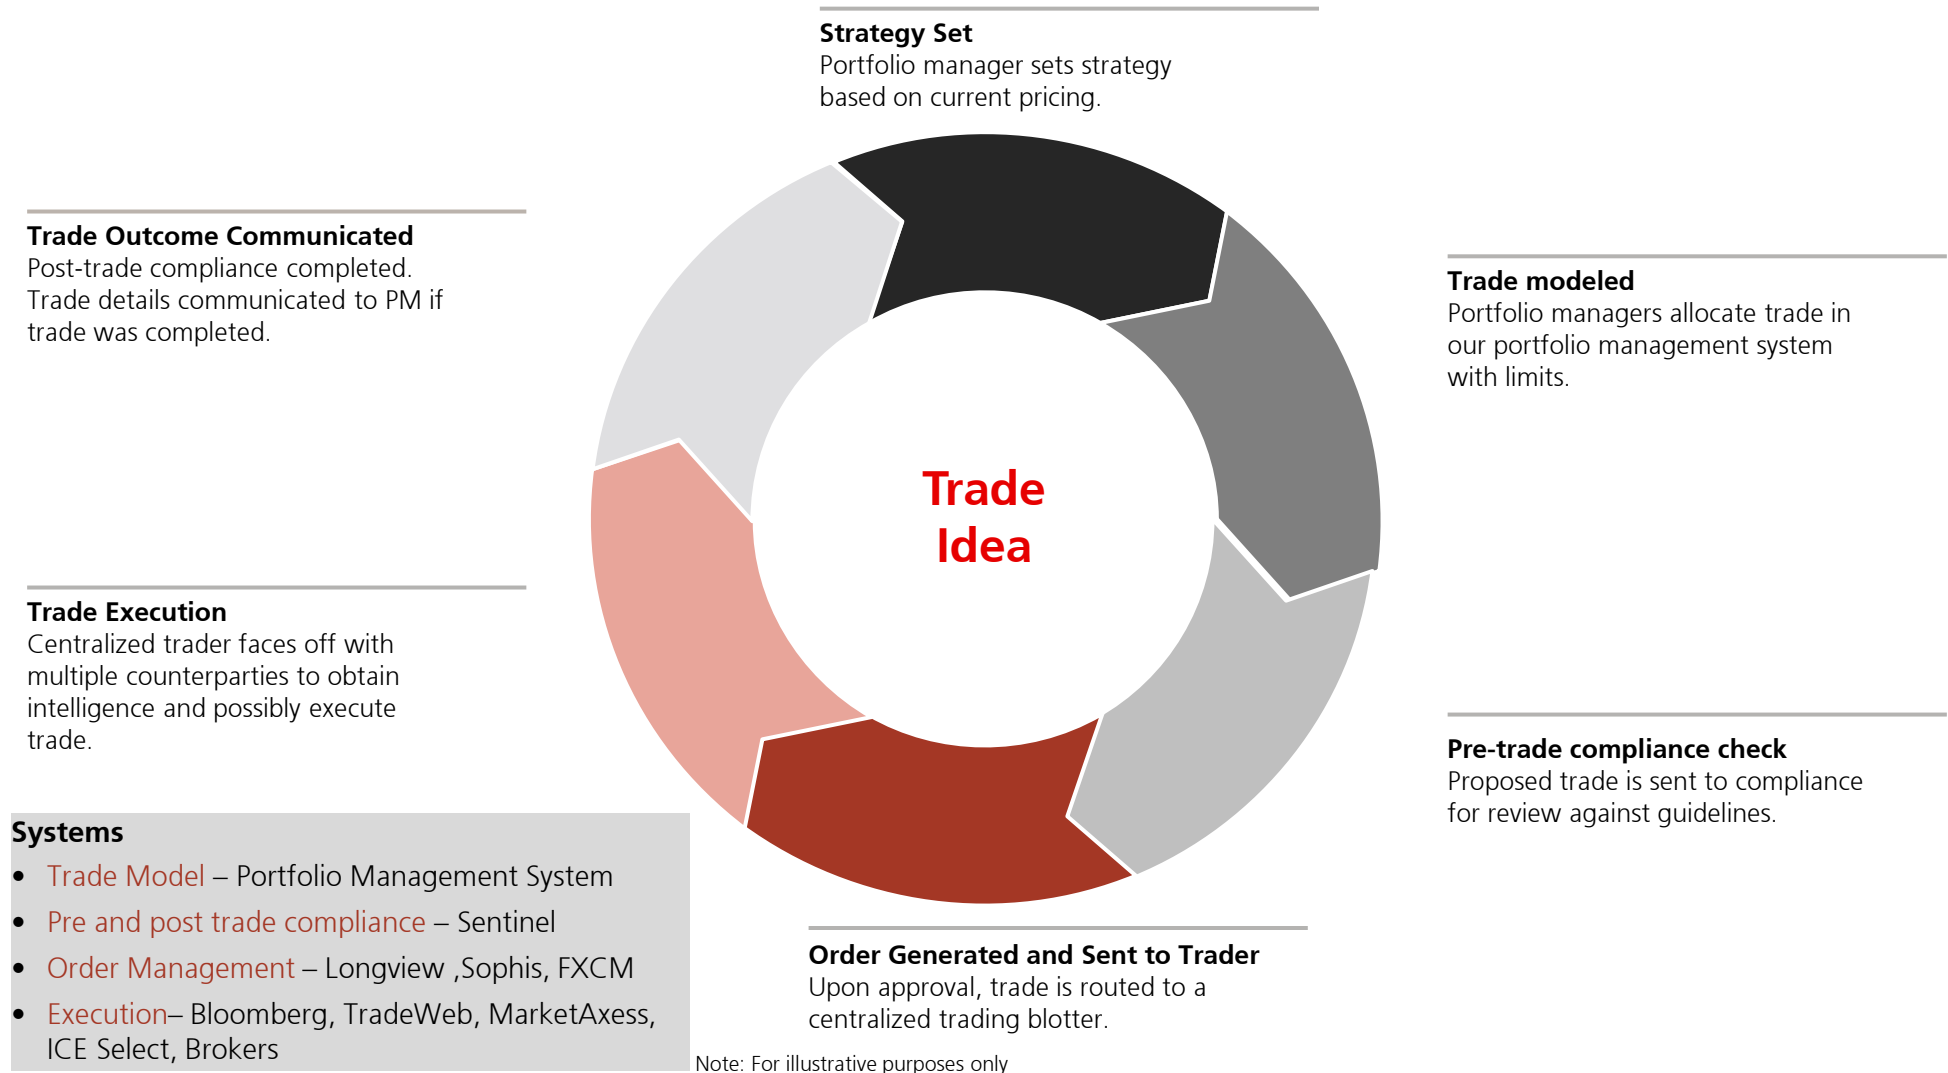 Strategy Set
Portfolio manager sets strategy
based on current pricing.
Trade Outcome Communicated
Post-trade compliance completed.
Trade details communicated to PM if
trade was completed.
Trade modeled
Portfolio managers allocate trade in
our portfolio management system
with limits.
Trade
Idea
Trade Execution
Centralized trader faces off with
multiple counterparties to obtain
intelligence and possibly execute
trade.
Pre-trade compliance check
Proposed trade is sent to compliance
for review against guidelines.
Systems
• Trade Model – Portfolio Management System
• Pre and post trade compliance – Sentinel
• Order Management – Longview ,Sophis, FXCM
• Execution– Bloomberg, TradeWeb, MarketAxess,
ICE Select, Brokers
Order Generated and Sent to Trader
Upon approval, trade is routed to a
centralized trading blotter.
Note: For illustrative purposes only